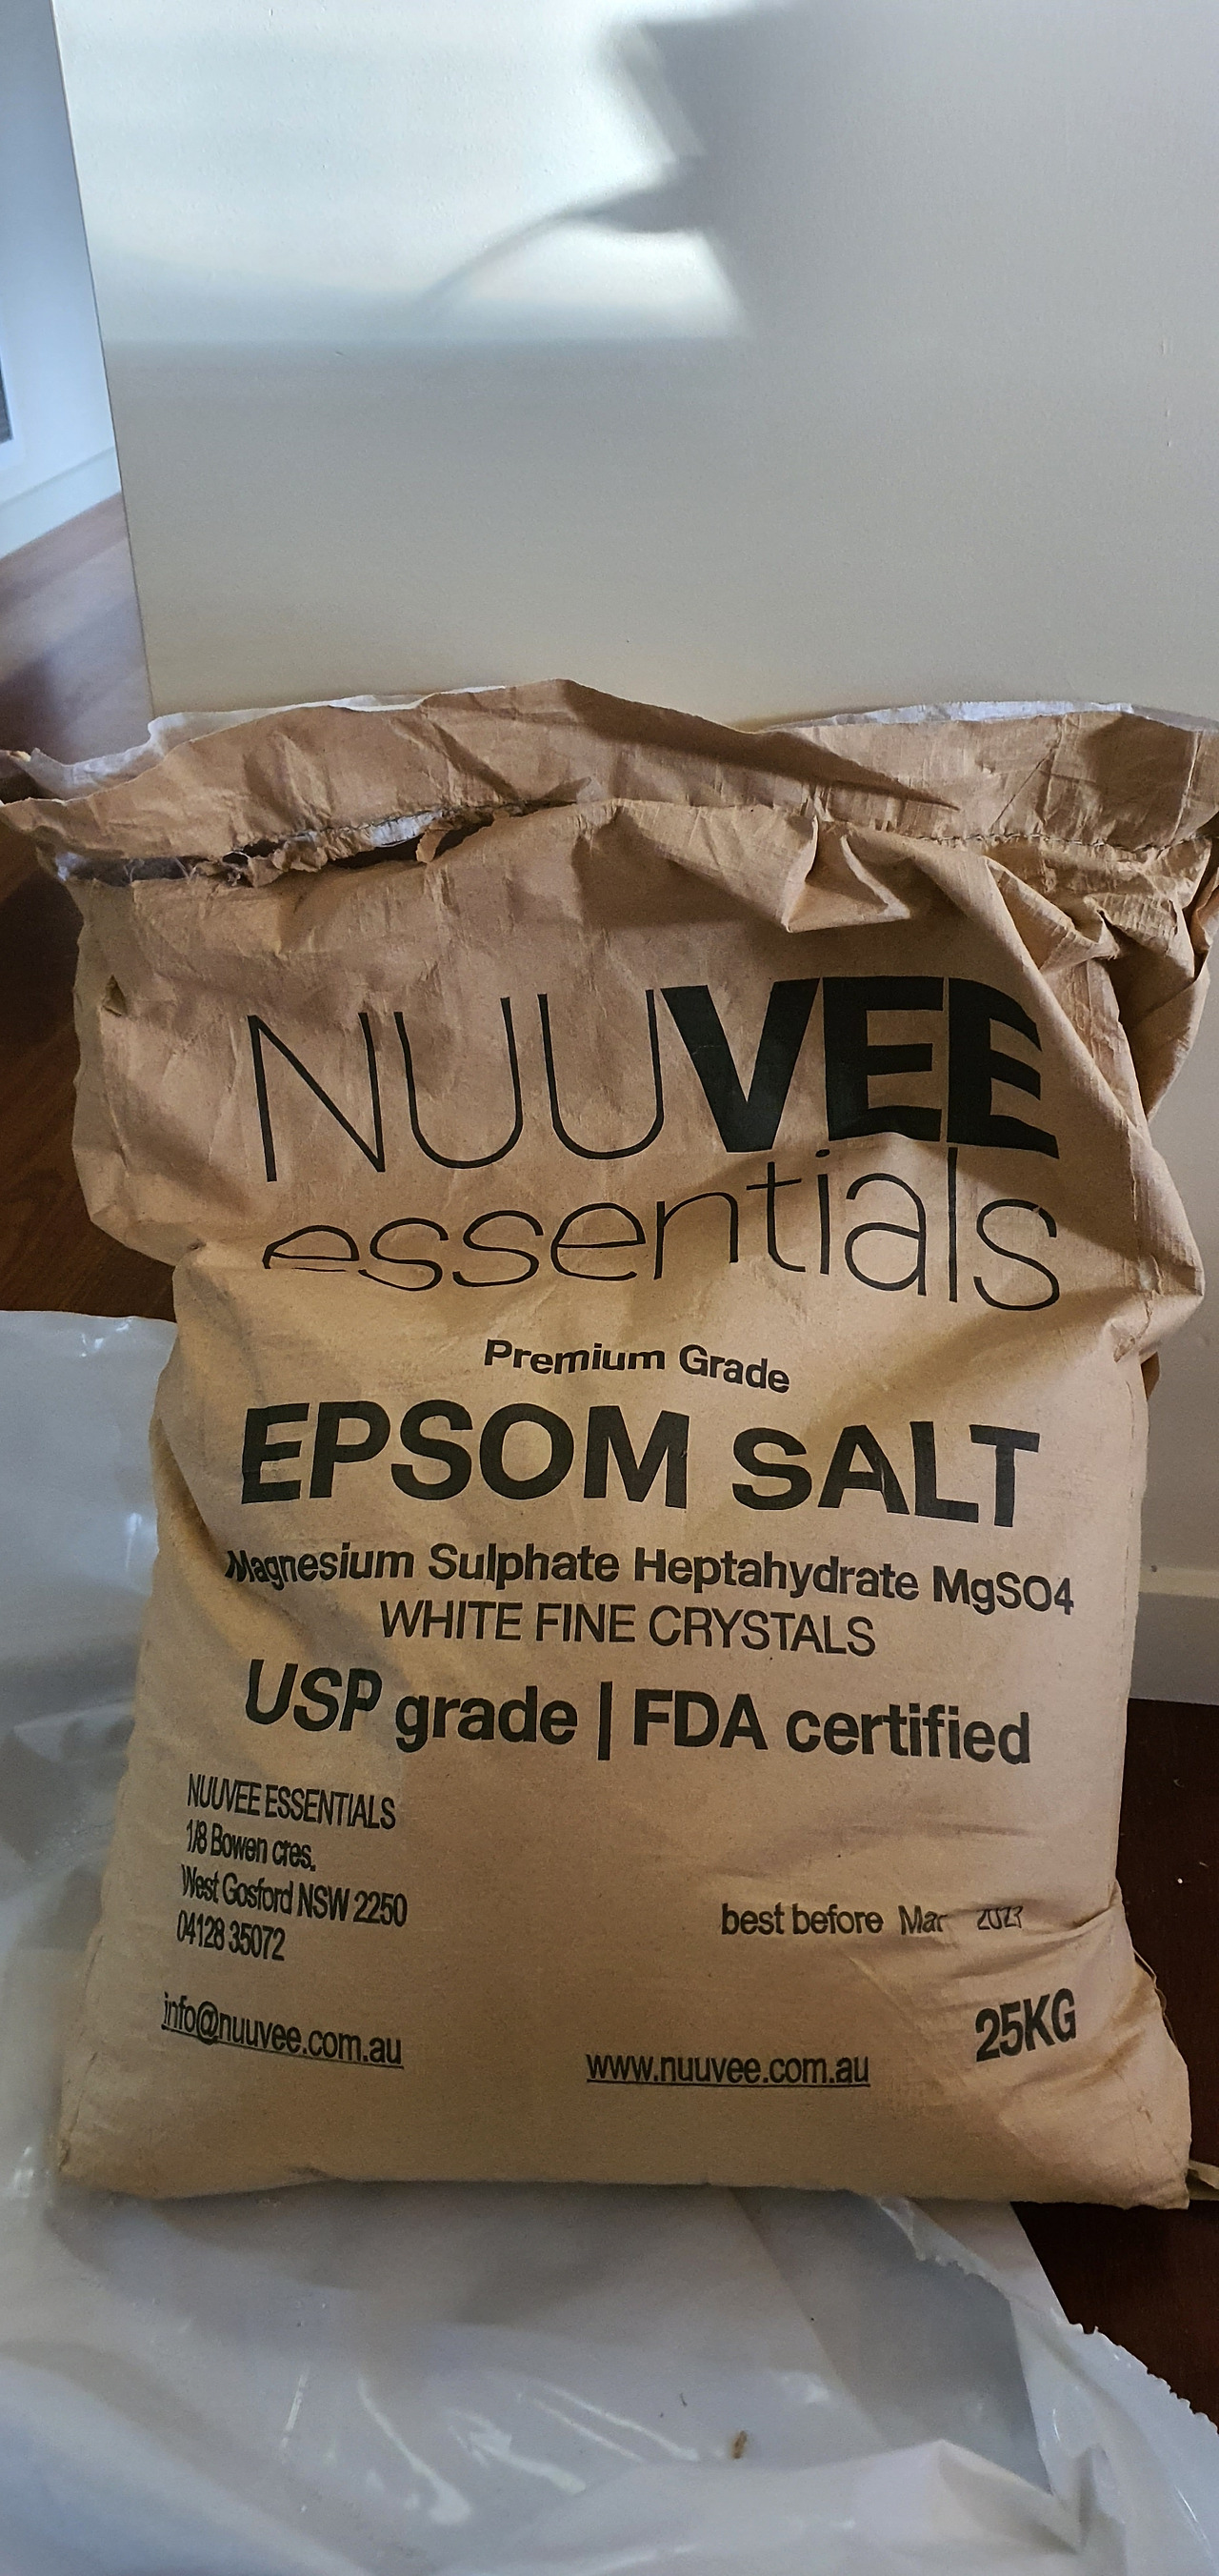 NUUVEE
essentials
Premium Grade
EPSOM SALT
Magnesium Sulphate Heptahydrate MgSO4
WHITE FINE CRYSTALS
USP grade | FDA certified
NUUVEE ESSENTIALS
1/8 Bowen cres.
West Gosford NSW 2250
04128 35072
best before Mar
25KG
info@nuuvee.com.au
www.nuuvee.com.au